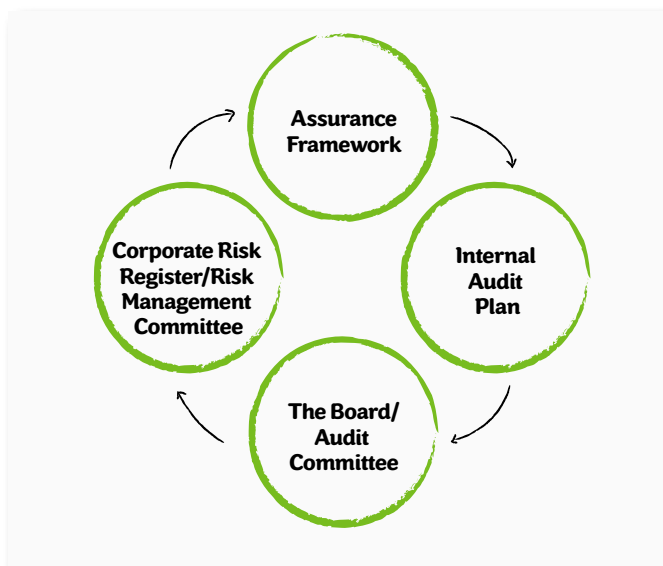 Assurance
Framework
Internal
Audit
Plan
The Board/
Audit
Committee
Corporate Risk
Register/Risk
Management
Committee